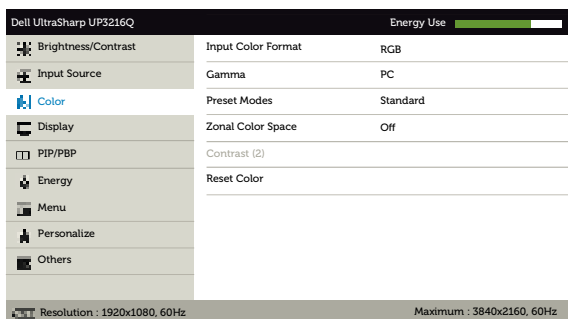 Dell UltraSharp UP3216Q Energy Use
Brightness/Contrast Input Color Format RGB
Input Source Gamma PC
Color Preset Modes Standard
Display Zonal Color Space Off
PIP/PBP Contrast (2)
Energy Reset Color
Menu
Personalize
Others
Resolution : 1920x1080, 60Hz Maximum : 3840x2160, 60Hz